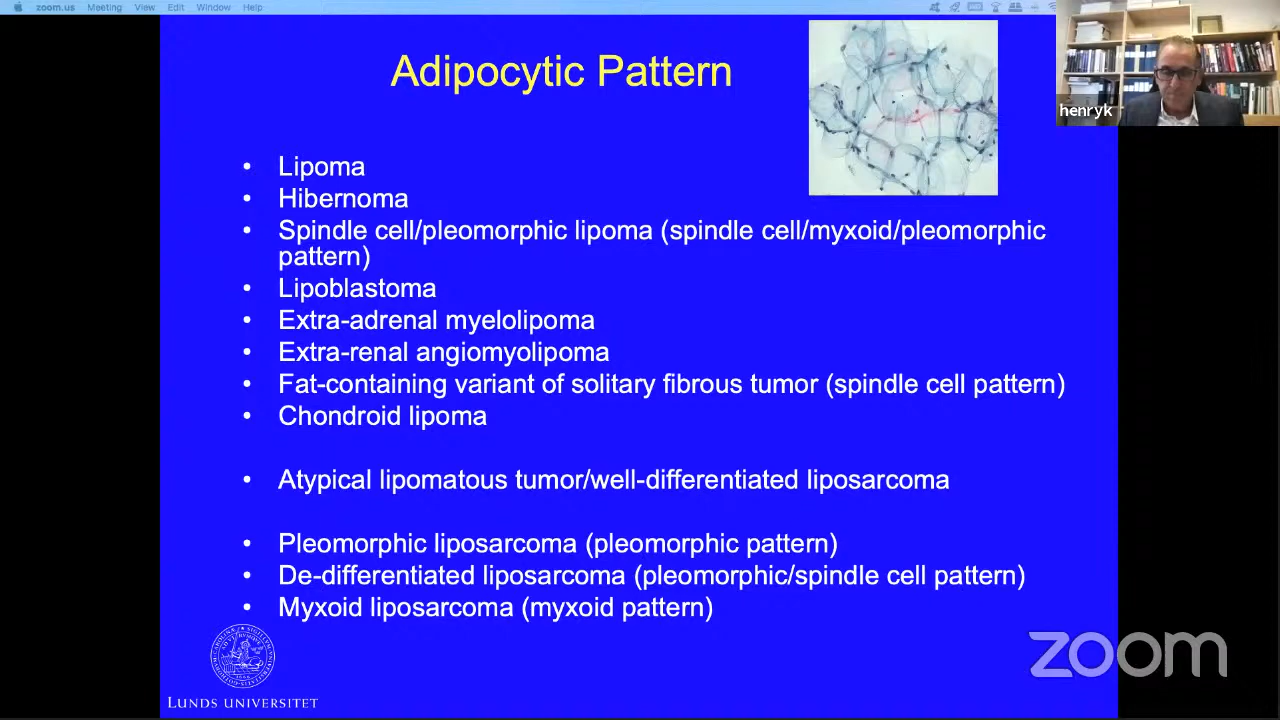 zoom.us Meeting View Edit Window Help
Adipocytic Pattern
henryk
• Lipoma
• Hibernoma
• Spindle cell/pleomorphic lipoma (spindle cell/myxoid/pleomorphic
pattern)
• Lipoblastoma
• Extra-adrenal myelolipoma
• Extra-renal angiomyolipoma
• Fat-containing variant of solitary fibrous tumor (spindle cell pattern)
• Chondroid lipoma
• Atypical lipomatous tumor/well-differentiated liposarcoma
• Pleomorphic liposarcoma (pleomorphic pattern)
• De-differentiated liposarcoma (pleomorphic/spindle cell pattern)
• Myxoid liposarcoma (myxoid pattern)
zoom
LUNDS UNIVERSITET